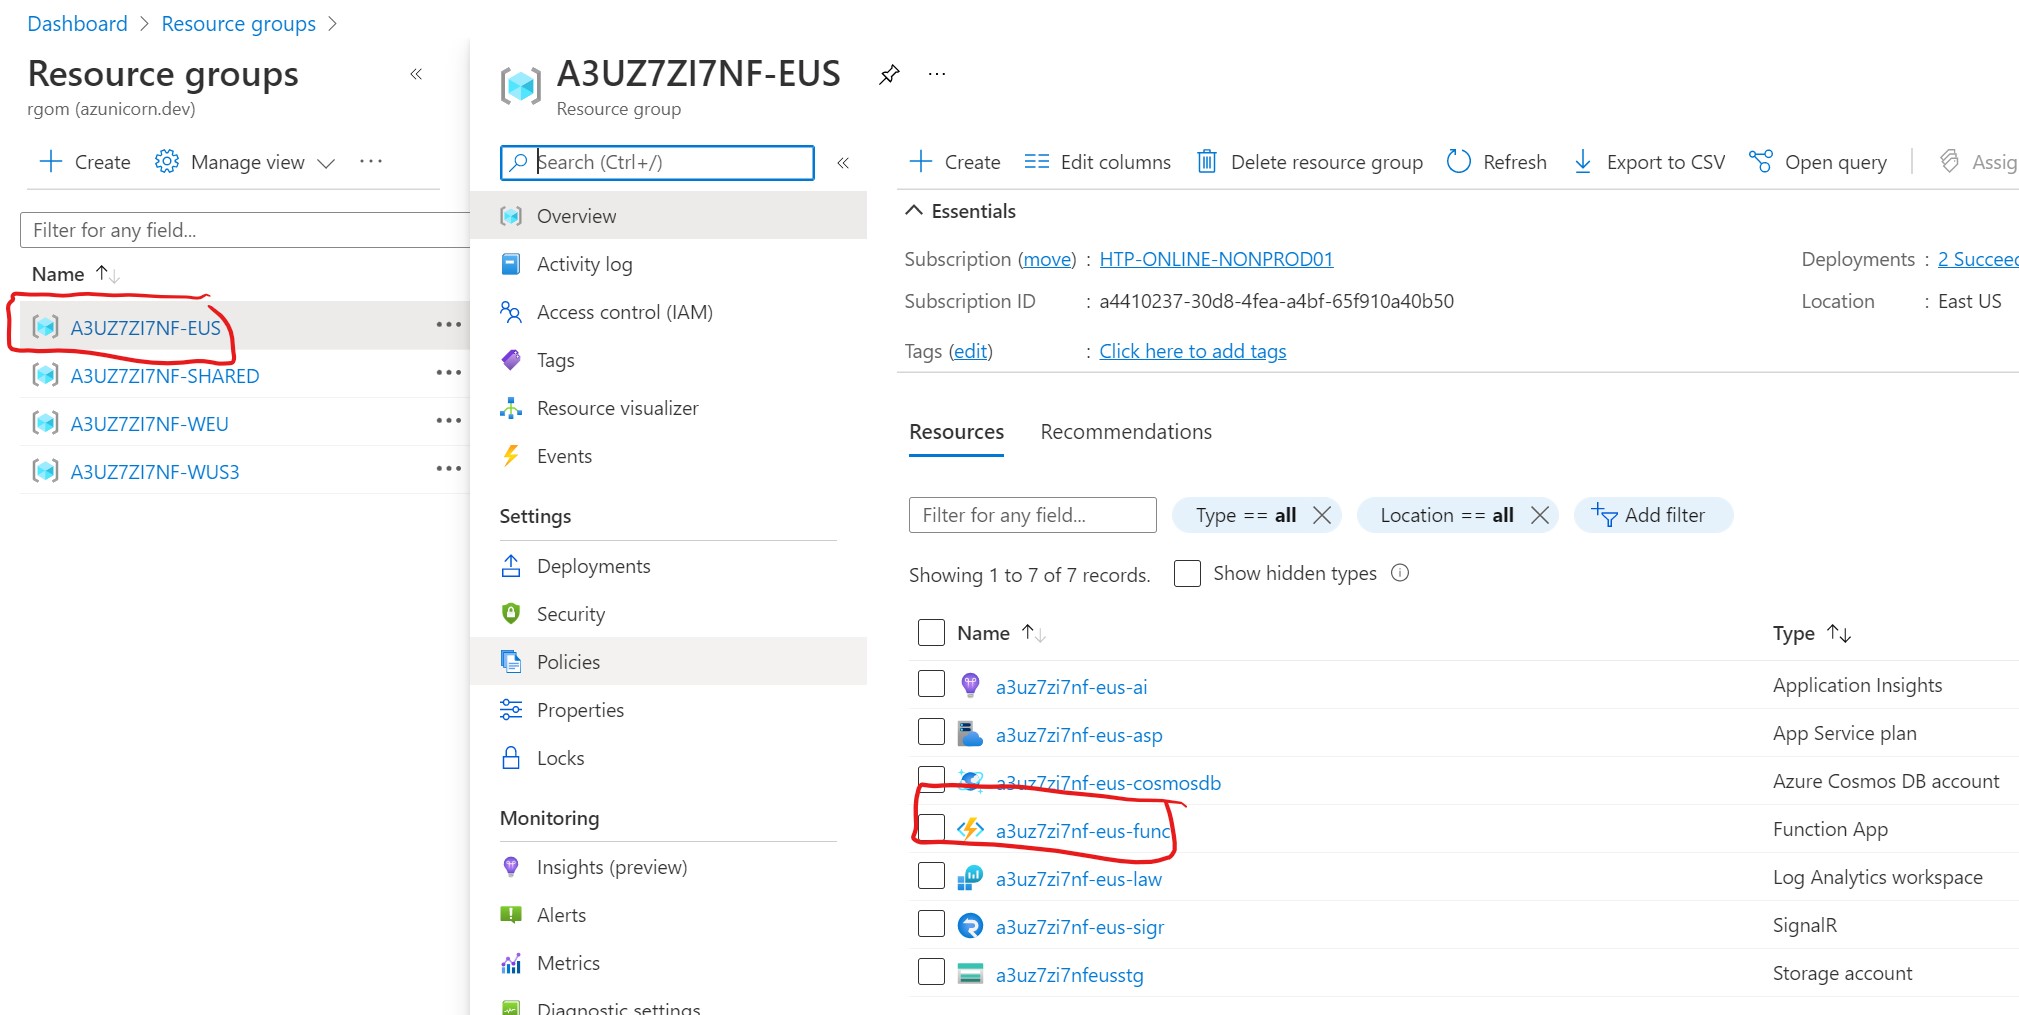 Dashboard > Resource groups >
Resource groups «
rgom (azunicorn.dev)
+ Create Manage view ...
Filter for any field...
Name ↑↓
A3UZ7ZI7NF-EUS ...
A3UZ7ZI7NF-SHARED ...
A3UZ7ZI7NF-WEU ...
A3UZ7ZI7NF-WUS3 ...
A3UZ7ZI7NF-EUS ...
Resource group
Search (Ctrl+/) «
Overview
Activity log
Access control (IAM)
Tags
Resource visualizer
Events
Settings
Deployments
Security
Policies
Properties
Locks
Monitoring
Insights (preview)
Alerts
Metrics
Diagnostic settings
+ Create Edit columns Delete resource group Refresh Export to CSV Open query Assig
Essentials
Subscription (move) : HTP-ONLINE-NONPROD01 Deployments : 2 Succeed
Subscription ID : a4410237-30d8-4fea-a4bf-65f910a40b50 Location : East US
Tags (edit) : Click here to add tags
Resources Recommendations
Filter for any field... Type == all × Location == all × Add filter
Showing 1 to 7 of 7 records. Show hidden types
Name ↑↓ Type ↑↓
a3uz7zi7nf-eus-ai Application Insights
a3uz7zi7nf-eus-asp App Service plan
a3uz7zi7nf-eus-cosmosdb Azure Cosmos DB account
a3uz7zi7nf-eus-func Function App
a3uz7zi7nf-eus-law Log Analytics workspace
a3uz7zi7nf-eus-sigr SignalR
a3uz7zi7nfeusstg Storage account